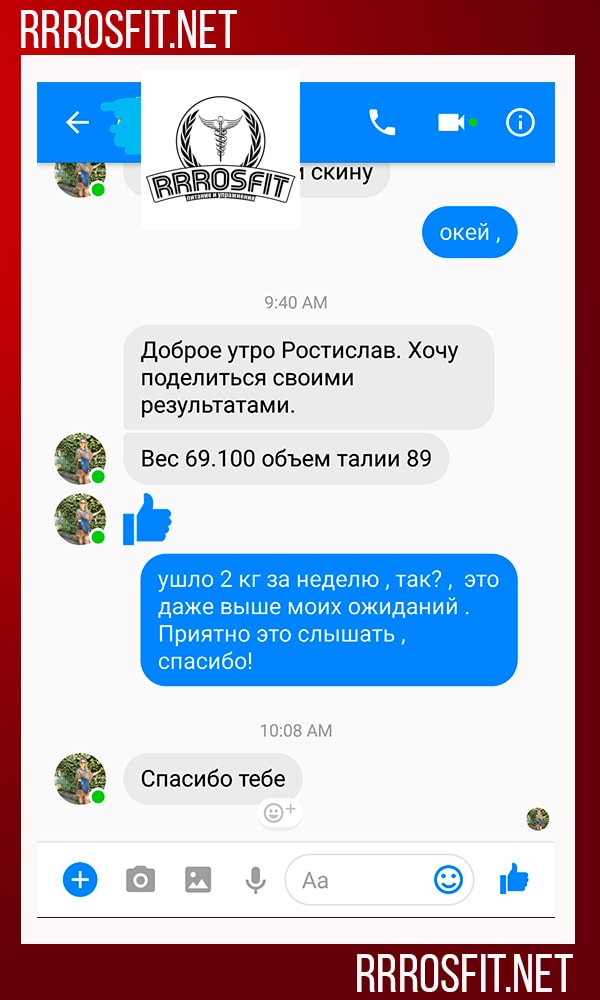 RRROSFIT.NET
RRROSFIT
питание и упражнения
скину
окей ,
9:40 AM
Доброе утро Ростислав. Хочу
поделиться своими
результатами.
Вес 69.100 объем талии 89
ушло 2 кг за неделю , так? , это
даже выше моих ожиданий .
Приятно это слышать ,
спасибо!
10:08 AM
Спасибо тебе
Aa
RRROSFIT.NET